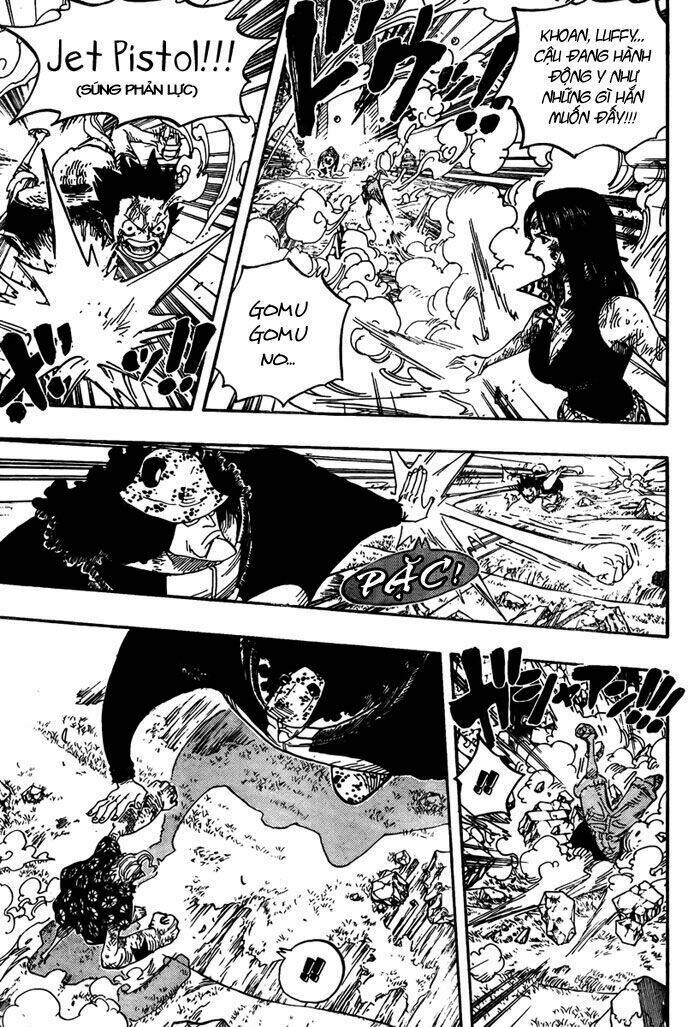 KHOAN, LUFFY...
CẬU ĐANG HÀNH
ĐỘNG Y NHƯ
NHỮNG GÌ HẮN
MUỐN ĐẤY!!!
GOMU
GOMU
NO...
Jet Pistol!!!
(SÚNG PHẢN LỰC)
PẶC!
!!
!!